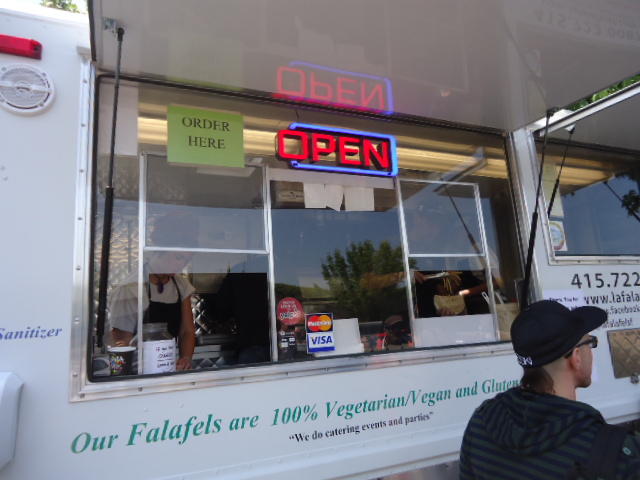 OPEN
ORDER
HERE
OPEN
MasterCard
VISA
415.722
www.lafala
Sanitizer
Our Falafels are 100% Vegetarian/Vegan and Gluten
"We do catering events and parties"